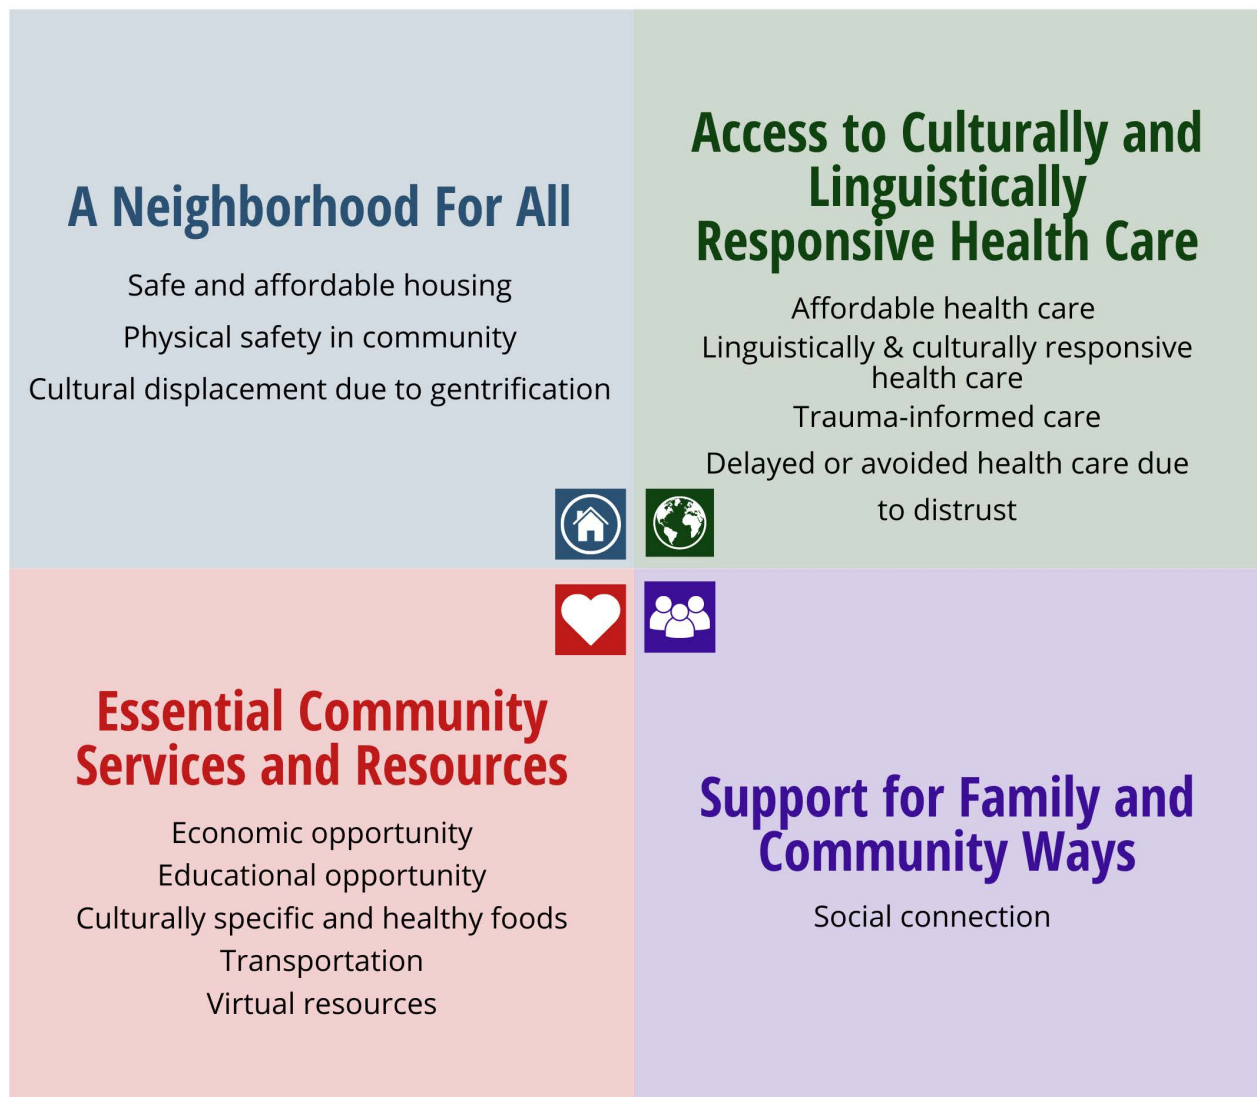 A Neighborhood For All
Safe and affordable housing
Physical safety in community
Cultural displacement due to gentrification
Access to Culturally and
Linguistically
Responsive Health Care
Affordable health care
Linguistically & culturally responsive
health care
Trauma-informed care
Delayed or avoided health care due
to distrust
Essential Community
Services and Resources
Economic opportunity
Educational opportunity
Culturally specific and healthy foods
Transportation
Virtual resources
Support for Family and
Community Ways
Social connection